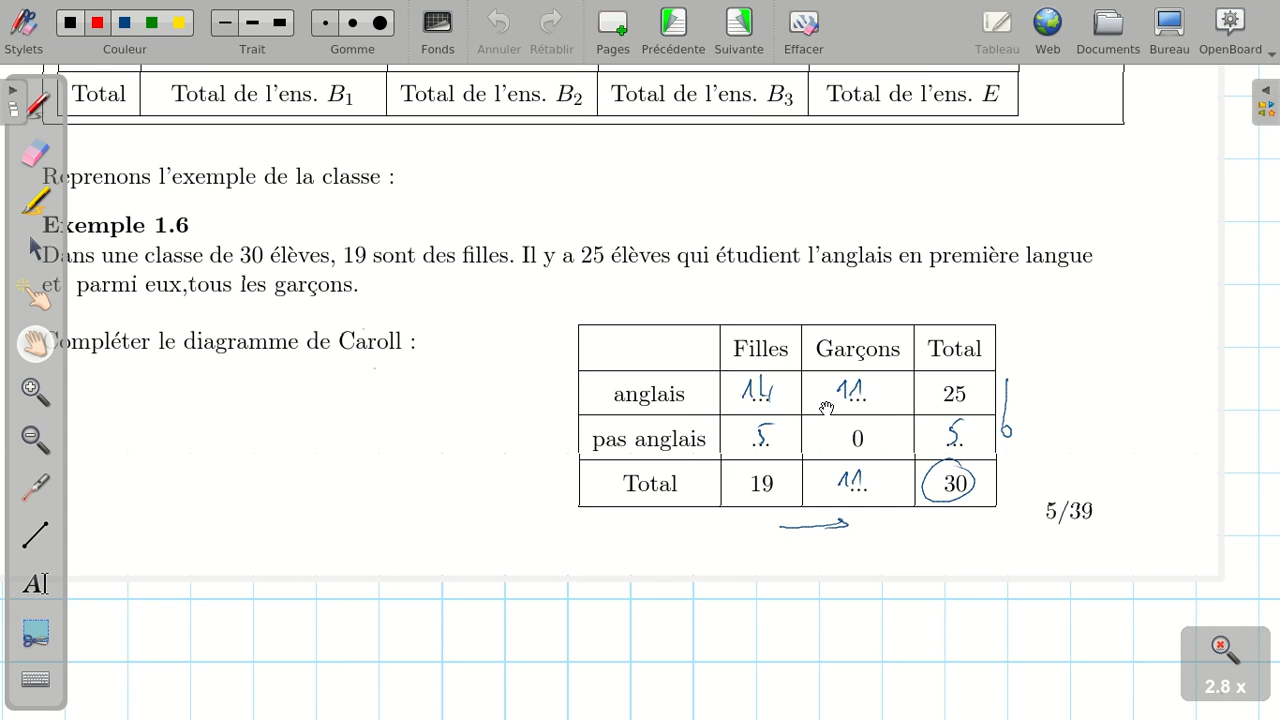 Stylets Couleur Trait Gomme Fonds Annuler Rétablir Pages Précédente Suivante Effacer Tableau Web Documents Bureau OpenBoard
Total Total de l'ens. B₁ Total de l'ens. B₂ Total de l'ens. B₃ Total de l'ens. E
Reprenons l'exemple de la classe :
Exemple 1.6
Dans une classe de 30 élèves, 19 sont des filles. Il y a 25 élèves qui étudient l'anglais en première langue
et parmi eux,tous les garçons.
Compléter le diagramme de Caroll :
Filles Garçons Total
anglais 14 11 25
pas anglais 5 0 5
Total 19 11 30
5/39
A
2.8 x